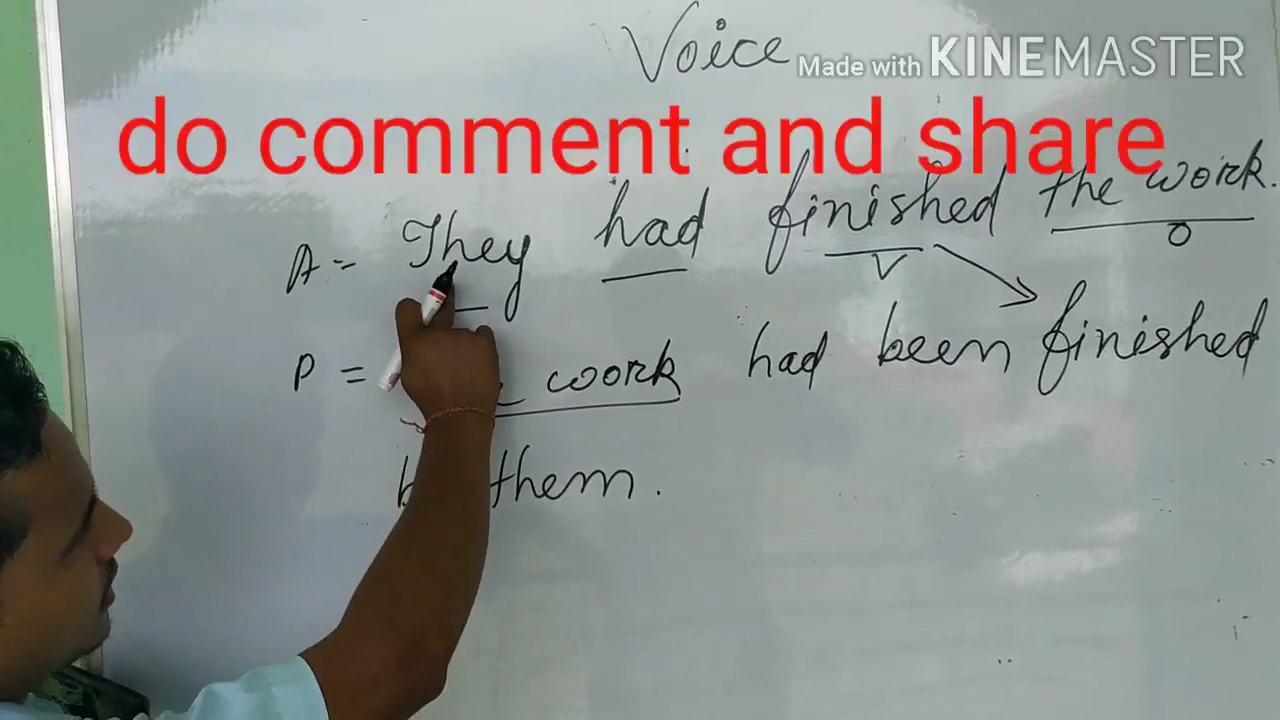 Voice
Made with KINEMASTER
do comment and share
A = They had finished the work.
O
V
P = work had been finished
them.